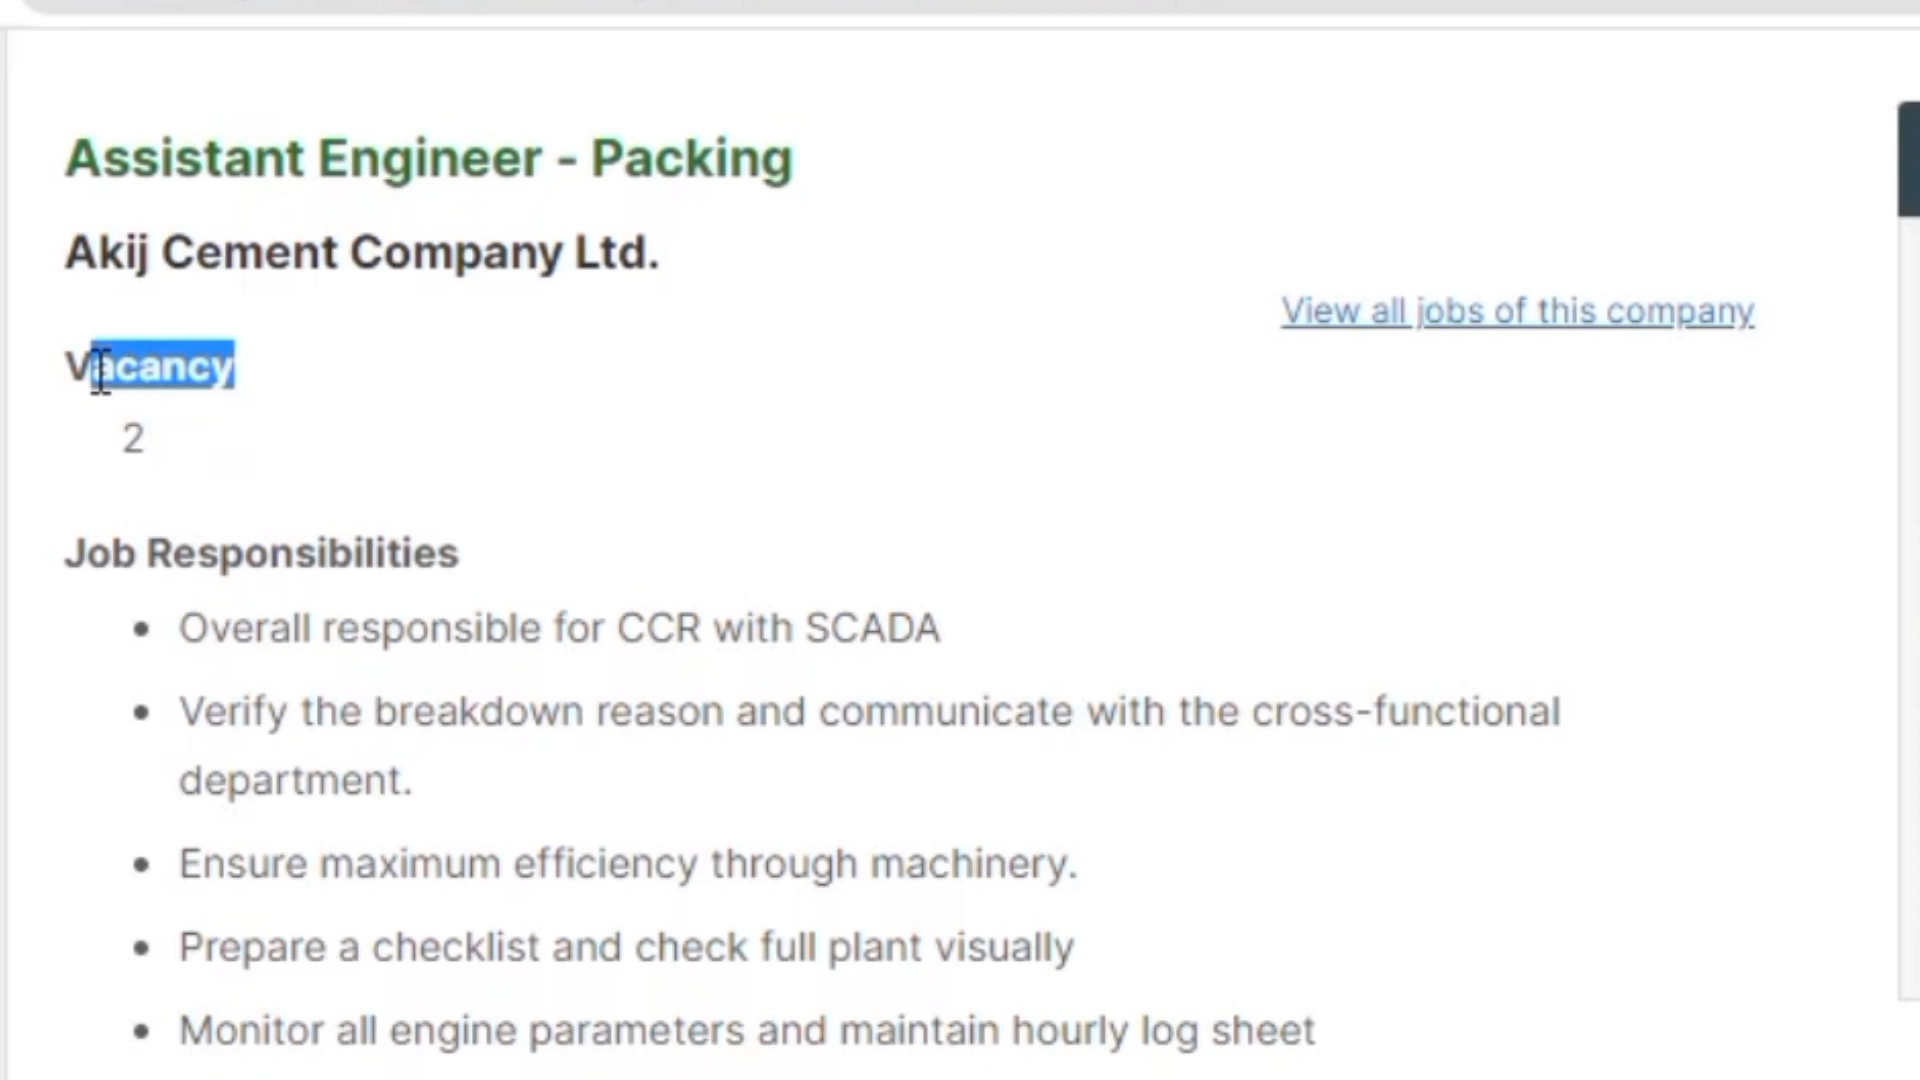 Assistant Engineer - Packing
Akij Cement Company Ltd.
View all jobs of this company
Vacancy
2
Job Responsibilities
• Overall responsible for CCR with SCADA
• Verify the breakdown reason and communicate with the cross-functional
department.
• Ensure maximum efficiency through machinery.
• Prepare a checklist and check full plant visually
• Monitor all engine parameters and maintain hourly log sheet